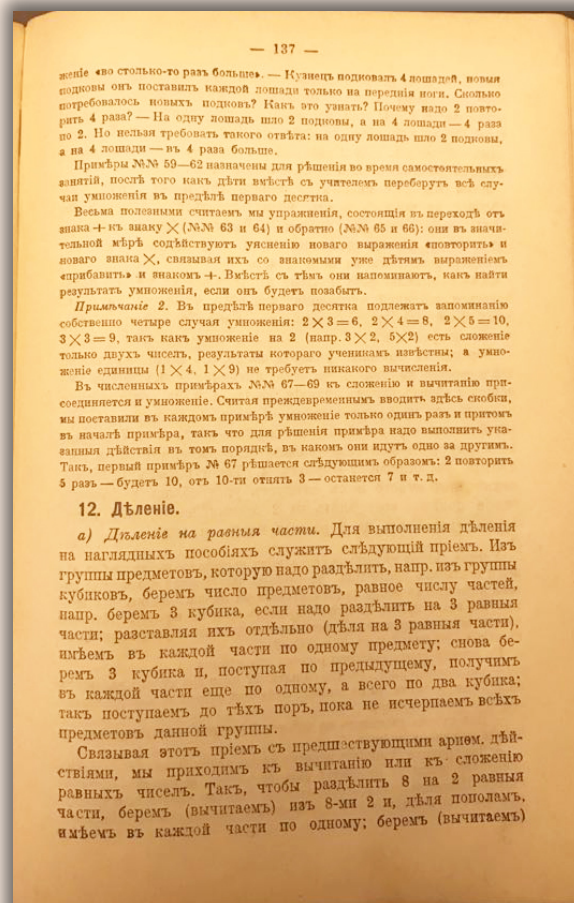 — 137 —
женіе «во столько-то разъ больше». — Кузнецъ подковалъ 4 лошадей, новыя
подковы онъ поставилъ каждой лошади только на переднія ноги. Сколько
потребовалось новыхъ подковъ? Какъ это узнать? Почему надо 2 повто-
рить 4 раза? — На одну лошадь шло 2 подковы, а на 4 лошади — 4 раза
по 2. Но нельзя требовать такого отвѣта: на одну лошадь шло 2 подковы,
а на 4 лошади — въ 4 раза больше.
Примѣры №№ 59—62 назначены для рѣшенія во время самостоятельныхъ
занятій, послѣ того какъ дѣти вмѣстѣ съ учителемъ переберутъ всѣ слу-
чаи умноженія въ предѣлѣ перваго десятка.
Весьма полезными считаемъ мы упражненія, состоящія въ переходѣ отъ
знака + къ знаку × (№№ 63 и 64) и обратно (№№ 65 и 66): они въ значи-
тельной мѣрѣ содѣйствуютъ уясненію новаго выраженія «повторить» и
новаго знака ×, связывая ихъ со знакомыми уже дѣтямъ выраженіемъ
«прибавить» и знакомъ +. Вмѣстѣ съ тѣмъ они напоминаютъ, какъ найти
результатъ умноженія, если онъ будетъ позабытъ.
Примѣчаніе 2. Въ предѣлѣ перваго десятка подлежатъ запоминанію
собственно четыре случая умноженія: 2 × 3 = 6, 2 × 4 = 8, 2 × 5 = 10,
3 × 3 = 9, такъ какъ умноженіе на 2 (напр. 3 × 2, 5×2) есть сложеніе
только двухъ чиселъ, результаты котораго ученикамъ извѣстны; а умно-
женіе единицы (1 × 4, 1 × 9) не требуетъ никакого вычисленія.
Въ численныхъ примѣрахъ №№ 67—69 къ сложенію и вычитанію при-
соединяется и умноженіе. Считая преждевременнымъ вводить здѣсь скобки,
мы поставили въ каждомъ примѣрѣ умноженіе только одинъ разъ и притомъ
въ началѣ примѣра, такъ что для рѣшенія примѣра надо выполнить ука-
занныя дѣйствія въ томъ порядкѣ, въ какомъ они идутъ одно за другимъ.
Такъ, первый примѣръ № 67 рѣшается слѣдующимъ образомъ: 2 повторить
5 разъ — будетъ 10, отъ 10-ти отнять 3 — останется 7 и т. д.
12. Дѣленіе.
а) Дѣленіе на равныя части. Для выполненія дѣленія
на наглядныхъ пособіяхъ служитъ слѣдующій пріемъ. Изъ
группы предметовъ, которую надо раздѣлить, напр. изъ группы
кубиковъ, беремъ число предметовъ, равное числу частей,
напр. беремъ 3 кубика, если надо раздѣлить на 3 равныя
части; разставляя ихъ отдѣльно (дѣля на 3 равныя части),
имѣемъ въ каждой части по одному предмету; снова бе-
ремъ 3 кубика и, поступая по предыдущему, получимъ
въ каждой части еще по одному, а всего по два кубика;
такъ поступаемъ до тѣхъ поръ, пока не исчерпаемъ всѣхъ
предметовъ данной группы.
Связывая этотъ пріемъ съ предшествующими ариѳм. дѣй-
ствіями, мы приходимъ къ вычитанію или къ сложенію
равныхъ чиселъ. Такъ, чтобы раздѣлить 8 на 2 равныя
части, беремъ (вычитаемъ) изъ 8-ми 2 и, дѣля пополамъ,
имѣемъ въ каждой части по одному; беремъ (вычитаемъ)